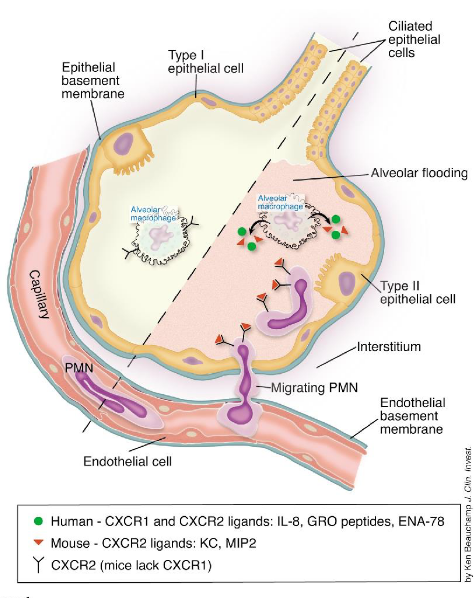 Ciliated
epithelial
cells
Type I
epithelial cell
Epithelial
basement
membrane
Alveolar flooding
Alveolar
macrophage
Alveolar
macrophage
Type II
epithelial cell
Capillary
Interstitium
PMN
Migrating PMN
Endothelial
basement
membrane
Endothelial cell
Human - CXCR1 and CXCR2 ligands: IL-8, GRO peptides, ENA-78
Mouse - CXCR2 ligands: KC, MIP2
CXCR2 (mice lack CXCR1)
by Ken Beauchamp J. Clin. Invest.